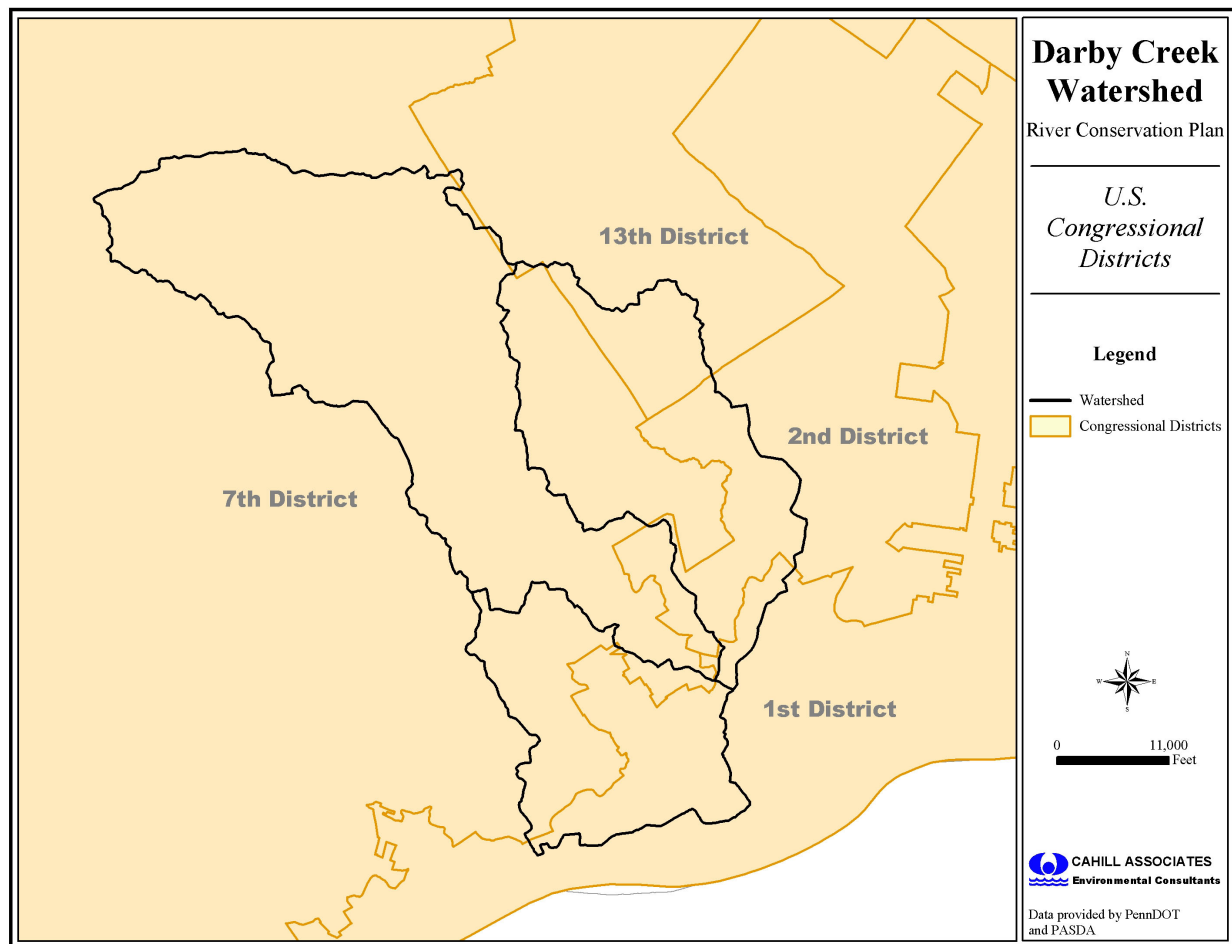 Darby Creek
Watershed
River Conservation Plan
U.S.
Congressional
Districts
Legend
Watershed
Congressional Districts
13th District
2nd District
7th District
1st District
N
W E
S
0 11,000
Feet
CAHILL ASSOCIATES
Environmental Consultants
Data provided by PennDOT
and PASDA